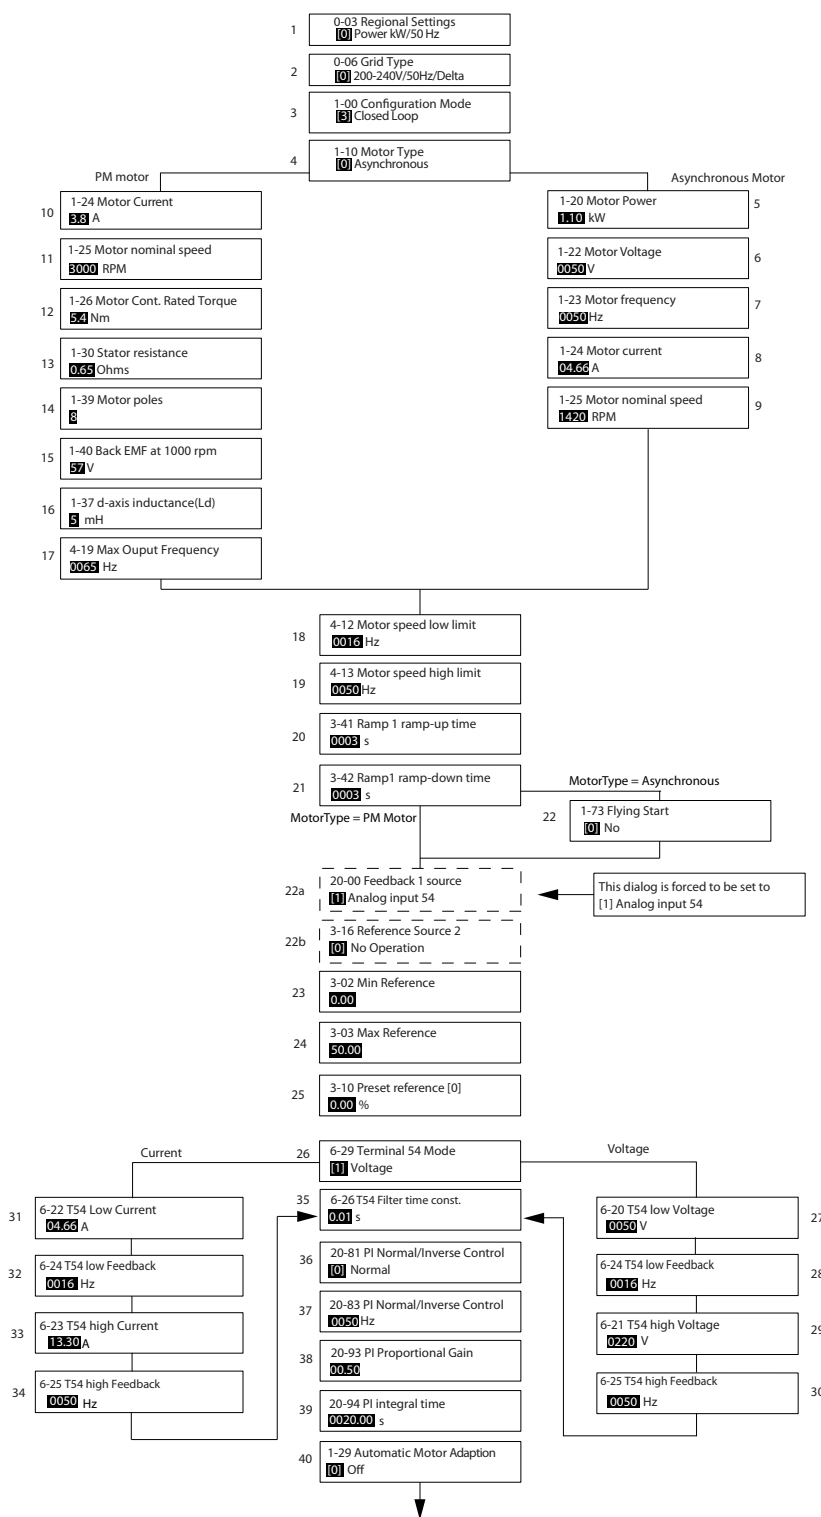 1
0-03 Regional Settings
[0] Power kW/50 Hz
2
0-06 Grid Type
[0] 200-240V/50Hz/Delta
3
1-00 Configuration Mode
[3] Closed Loop
4
1-10 Motor Type
[0] Asynchronous
PM motor
Asynchronous Motor
10
1-24 Motor Current
3.8 A
11
1-25 Motor nominal speed
3000 RPM
12
1-26 Motor Cont. Rated Torque
5.4 Nm
13
1-30 Stator resistance
0.65 Ohms
14
1-39 Motor poles
8
15
1-40 Back EMF at 1000 rpm
57 V
16
1-37 d-axis inductance(Ld)
5 mH
17
4-19 Max Ouput Frequency
0065 Hz
1-20 Motor Power
1.10 kW
5
1-22 Motor Voltage
0050 V
6
1-23 Motor frequency
0050 Hz
7
1-24 Motor current
04.66 A
8
1-25 Motor nominal speed
1420 RPM
9
18
4-12 Motor speed low limit
0016 Hz
19
4-13 Motor speed high limit
0050 Hz
20
3-41 Ramp 1 ramp-up time
0003 s
21
3-42 Ramp1 ramp-down time
0003 s
MotorType = Asynchronous
MotorType = PM Motor
22
1-73 Flying Start
[0] No
22a
20-00 Feedback 1 source
[1] Analog input 54
This dialog is forced to be set to
[1] Analog input 54
22b
3-16 Reference Source 2
[0] No Operation
23
3-02 Min Reference
0.00
24
3-03 Max Reference
50.00
25
3-10 Preset reference [0]
0.00 %
Current
26
6-29 Terminal 54 Mode
[1] Voltage
Voltage
31
6-22 T54 Low Current
04.66 A
32
6-24 T54 low Feedback
0016 Hz
33
6-23 T54 high Current
13.30 A
34
6-25 T54 high Feedback
0050 Hz
35
6-26 T54 Filter time const.
0.01 s
36
20-81 PI Normal/Inverse Control
[0] Normal
37
20-83 PI Normal/Inverse Control
0050 Hz
38
20-93 PI Proportional Gain
00.50
39
20-94 PI integral time
0020.00 s
40
1-29 Automatic Motor Adaption
[0] Off
6-20 T54 low Voltage
0050 V
27
6-24 T54 low Feedback
0016 Hz
28
6-21 T54 high Voltage
0220 V
29
6-25 T54 high Feedback
0050 Hz
30